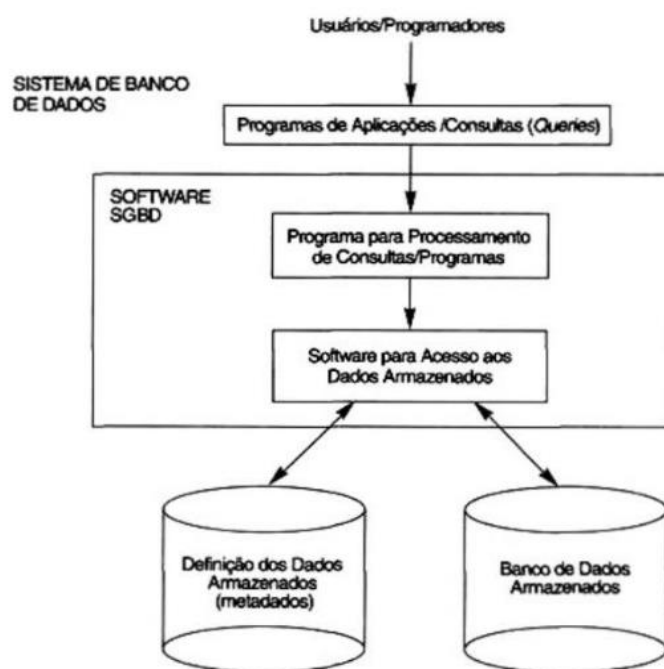 Usuários/Programadores
SISTEMA DE BANCO
DE DADOS
Programas de Aplicações /Consultas (Queries)
SOFTWARE
SGBD
Programa para Processamento
de Consultas/Programas
Software para Acesso aos
Dados Armazenados
Definição dos Dados
Armazenados
(metadados)
Banco de Dados
Armazenados